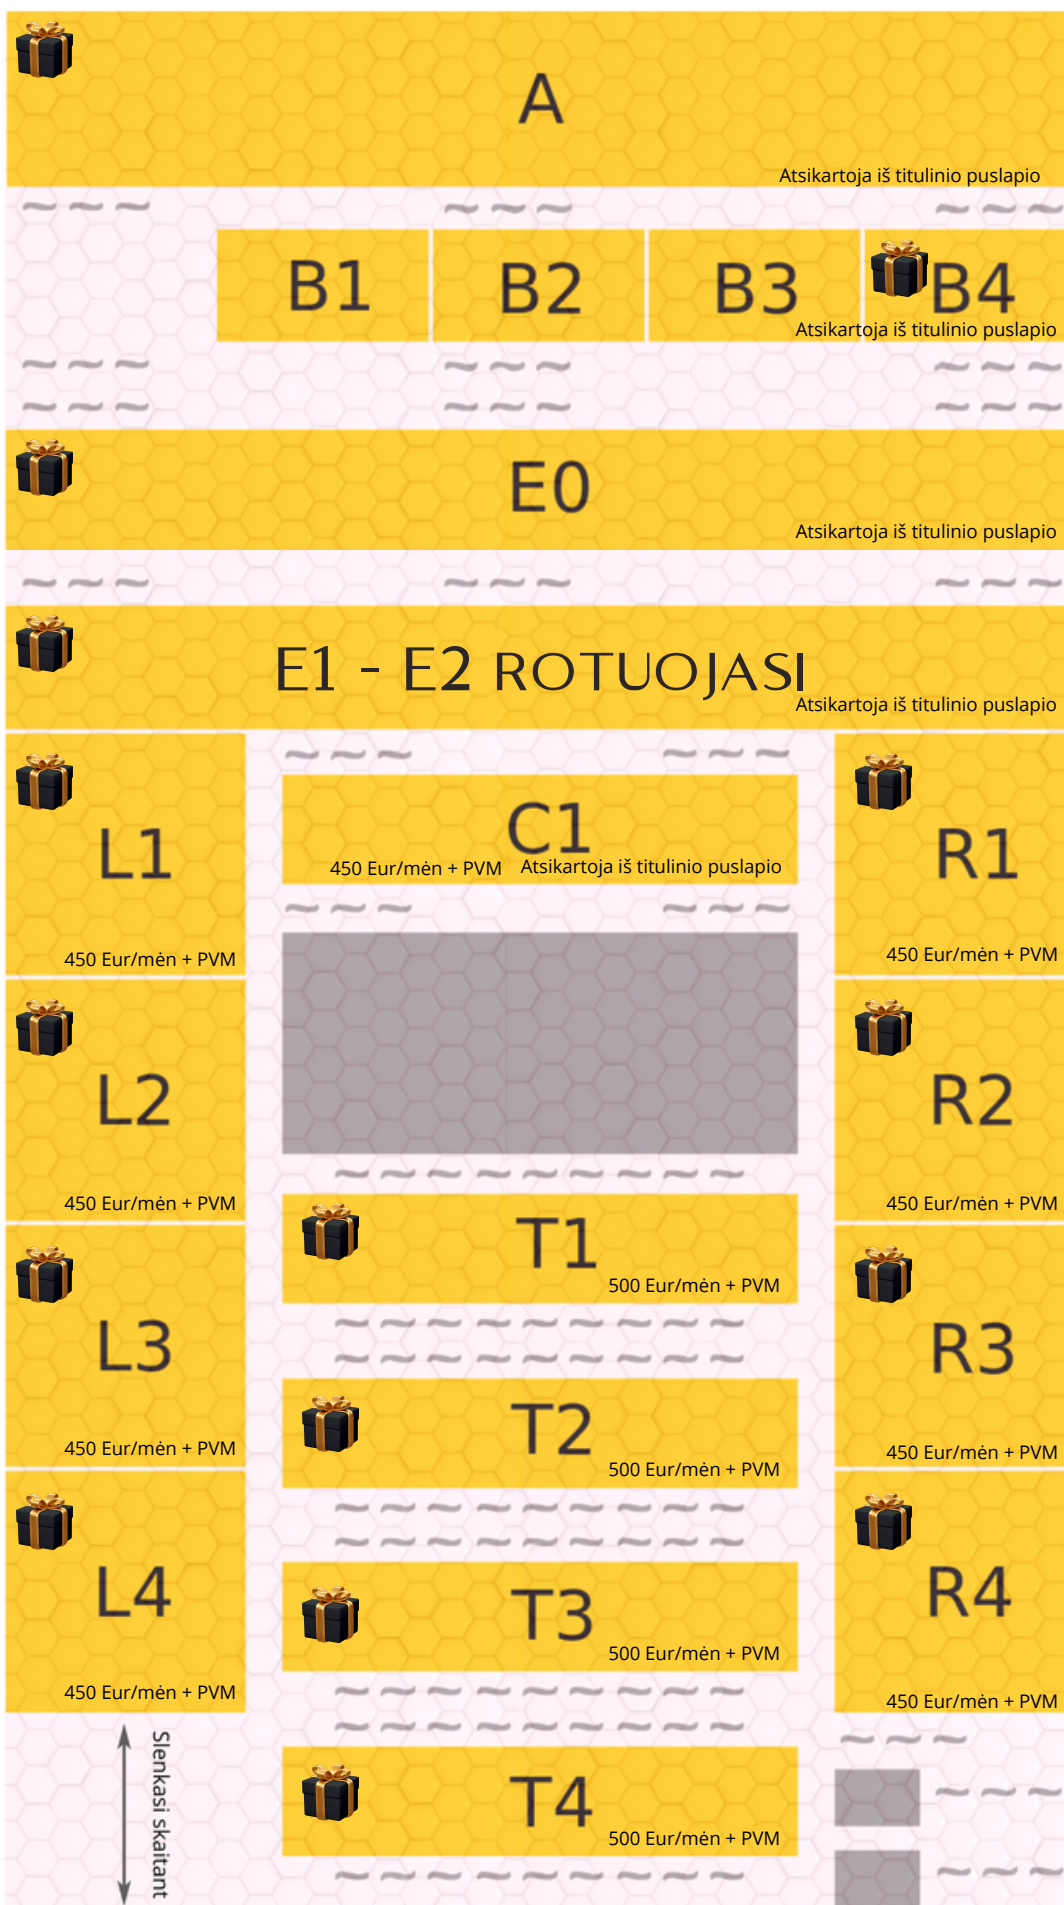 A
Atsikartoja iš titulinio puslapio
B1
B2
B3
B4
Atsikartoja iš titulinio puslapio
E0
Atsikartoja iš titulinio puslapio
E1 - E2 ROTUOJASI
Atsikartoja iš titulinio puslapio
L1
450 Eur/mėn + PVM
C1
450 Eur/mėn + PVM Atsikartoja iš titulinio puslapio
R1
450 Eur/mėn + PVM
L2
450 Eur/mėn + PVM
R2
450 Eur/mėn + PVM
T1
500 Eur/mėn + PVM
L3
450 Eur/mėn + PVM
R3
450 Eur/mėn + PVM
T2
500 Eur/mėn + PVM
L4
450 Eur/mėn + PVM
T3
500 Eur/mėn + PVM
R4
450 Eur/mėn + PVM
Slenkasi skaitant
T4
500 Eur/mėn + PVM